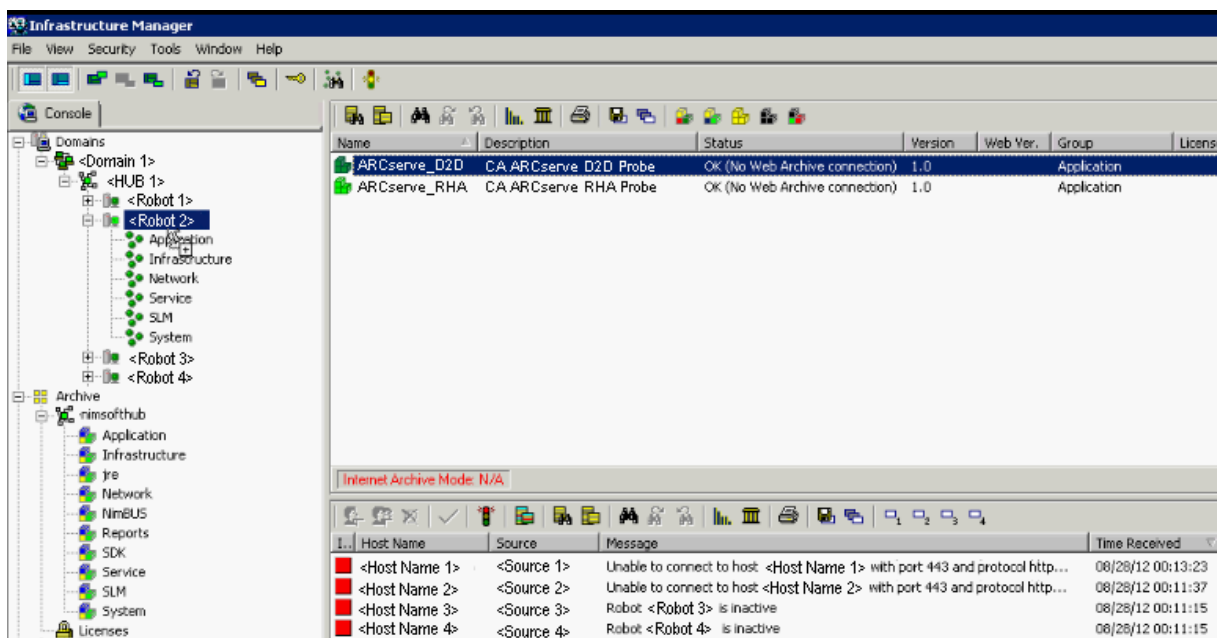 Infrastructure Manager
File View Security Tools Window Help
Console
Domains
<Domain 1>
<HUB 1>
<Robot 1>
<Robot 2>
Application
Infrastructure
Network
Service
SLM
System
<Robot 3>
<Robot 4>
Archive
nimsofthub
Application
Infrastructure
jre
Network
NimBUS
Reports
SDK
Service
SLM
System
Licenses
Name Description Status Version Web Ver. Group Licens
ARCserve_D2D CA ARCserve D2D Probe OK (No Web Archive connection) 1.0 Application
ARCserve_RHA CA ARCserve RHA Probe OK (No Web Archive connection) 1.0 Application
Internet Archive Mode: N/A
1 2 3 4
I... Host Name Source Message Time Received
<Host Name 1> <Source 1> Unable to connect to host <Host Name 1> with port 443 and protocol http... 08/28/12 00:13:23
<Host Name 2> <Source 2> Unable to connect to host <Host Name 2> with port 443 and protocol http... 08/28/12 00:11:37
<Host Name 3> <Source 3> Robot <Robot 3> is inactive 08/28/12 00:11:15
<Host Name 4> <Source 4> Robot <Robot 4> is inactive 08/28/12 00:11:15